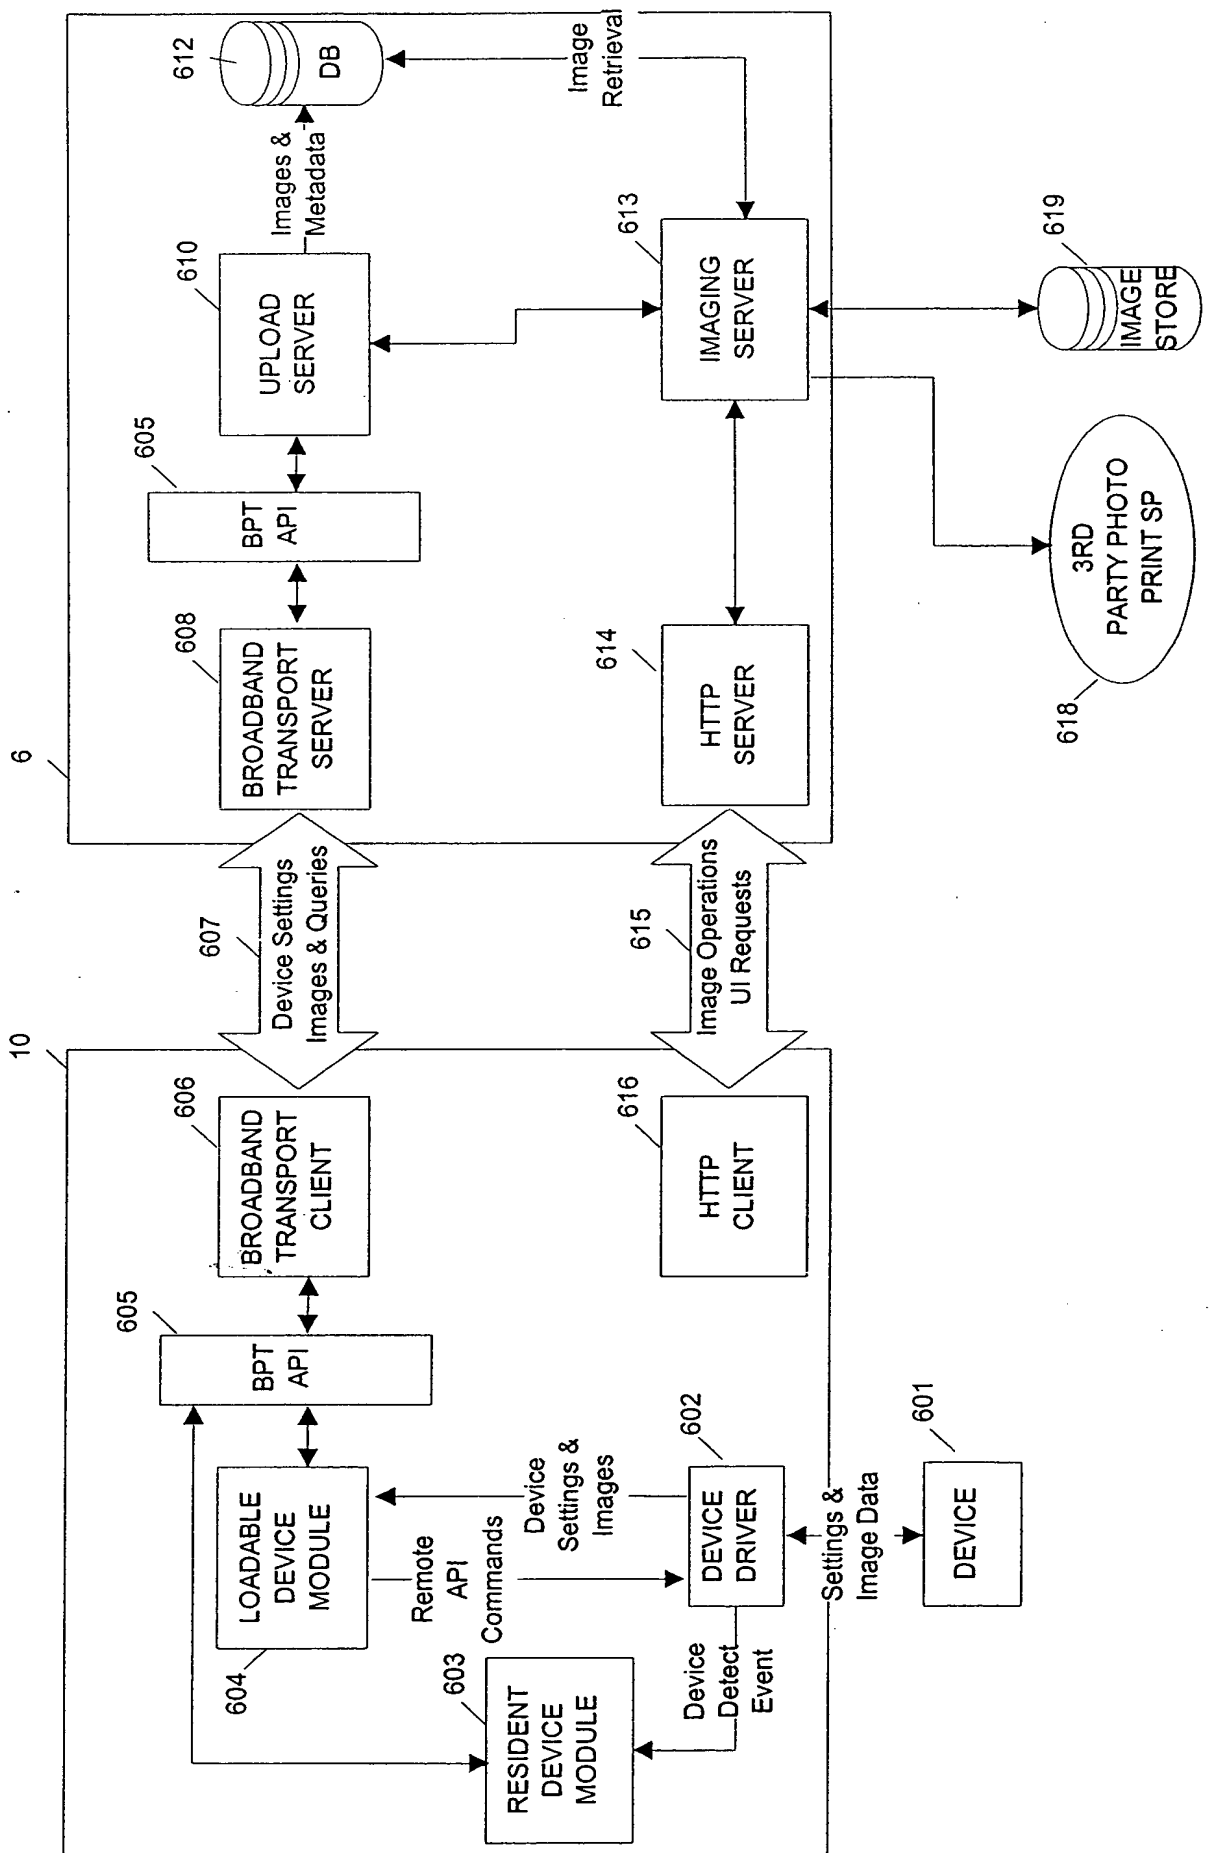 10
605
BPT
API
606
BROADBAND
TRANSPORT
CLIENT
607
Device Settings
Images & Queries
6
608
BROADBAND
TRANSPORT
SERVER
605
BPT
API
610
UPLOAD
SERVER
Images &
Metadata
612
DB
LOADABLE
DEVICE
MODULE
604
Remote
API
Commands
Device
Settings &
Images
603
RESIDENT
DEVICE
MODULE
602
DEVICE
DRIVER
Device
Detect
Event
616
HTTP
CLIENT
615
Image Operations
UI Requests
614
HTTP
SERVER
613
IMAGING
SERVER
Image
Retrieval
Settings &
Image Data
601
DEVICE
618
3RD
PARTY PHOTO
PRINT SP
619
IMAGE
STORE